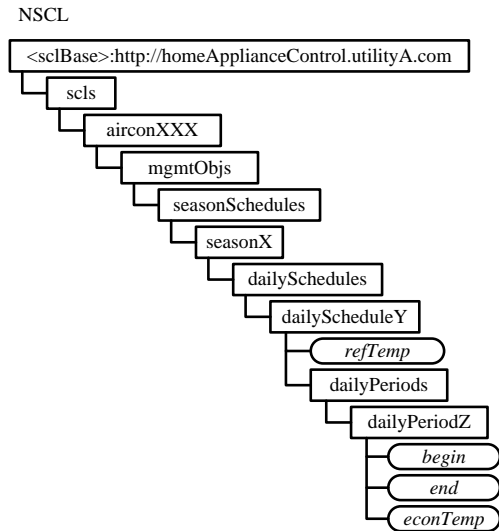 NSCL
<sclBase>:http://homeApplianceControl.utilityA.com
scls
airconXXX
mgmtObjs
seasonSchedules
seasonX
dailySchedules
dailyScheduleY
refTemp
dailyPeriods
dailyPeriodZ
begin
end
econTemp